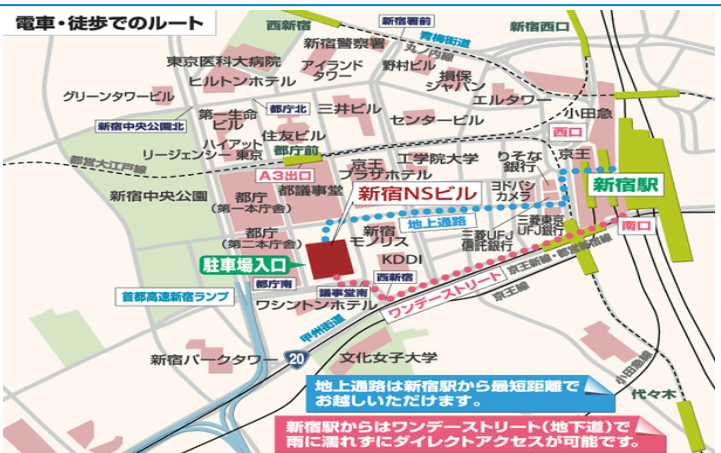 電車・徒歩でのルート
西新宿
新宿署前
新宿西口
青梅街道
新宿警察署
丸ノ内線
東京医科大病院
アイランド
タワー
野村ビル
損保
ジャパン
ヒルトンホテル
エルタワー
グリーンタワービル
小田急
都庁北
三井ビル
第一生命
ビル
センタービル
新宿中央公園北
住友ビル
西口
ハイアット
リージェンシー 東京
都庁前
都営大江戸線
京王
プラザホテル
工学院大学
りそな
銀行
京王
A3出口
新宿駅
新宿中央公園
都庁
(第一本庁舎)
都議事堂
新宿NSビル
ヨドバシ
カメラ
地上通路
三菱東京
UFJ銀行
南口
都庁
(第二本庁舎)
新宿
モノリス
三菱UFJ
信託銀行
駐車場入口
KDDI
京王新線・都営新宿線
西新宿
都庁南
議事堂南
京王線
首都高速新宿ランプ
ワシントンホテル
ワンデーストリート
甲州街道
新宿パークタワー
20
文化女子大学
小田急線
代々木
地上通路は新宿駅から最短距離で
お越しいただけます。
新宿駅からはワンデーストリート(地下道)で
雨に濡れずにダイレクトアクセスが可能です。